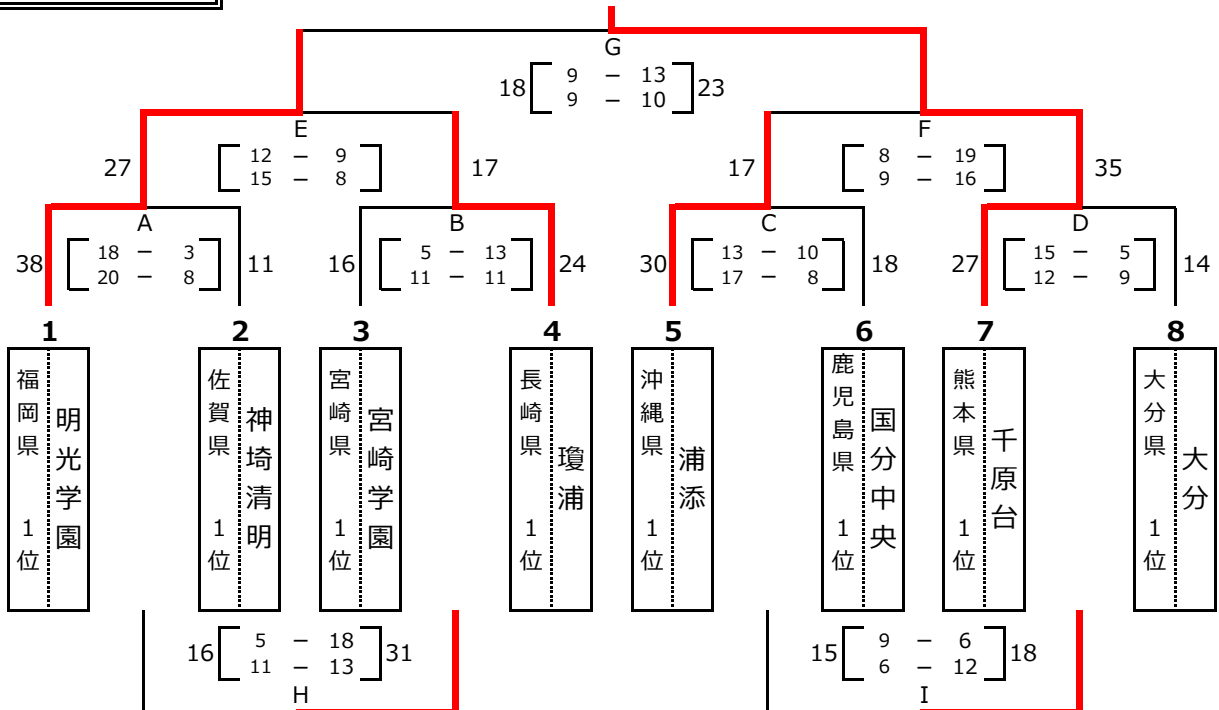 G
18 9 － 13 23
9 － 10
E
F
27 12 － 9 17
15 － 8
17 8 － 19 35
9 － 16
A
B
C
D
38 18 － 3 11
20 － 8
16 5 － 13 24
11 － 11
30 13 － 10 18
17 － 8
27 15 － 5 14
12 － 9
1 2 3 4 5 6 7 8
福岡県 1位
明光学園
佐賀県 1位
神埼清明
宮崎県 1位
宮崎学園
長崎県 1位
瓊浦
沖縄県 1位
浦添
鹿児島県 1位
国分中央
熊本県 1位
千原台
大分県 1位
大分
16 5 － 18 31
11 － 13
H
15 9 － 6 18
6 － 12
I